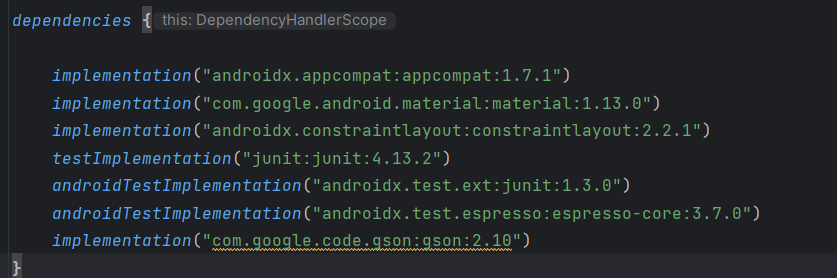 dependencies { this: DependencyHandlerScope
implementation("androidx.appcompat:appcompat:1.7.1")
implementation("com.google.android.material:material:1.13.0")
implementation("androidx.constraintlayout:constraintlayout:2.2.1")
testImplementation("junit:junit:4.13.2")
androidTestImplementation("androidx.test.ext:junit:1.3.0")
androidTestImplementation("androidx.test.espresso:espresso-core:3.7.0")
implementation("com.google.code.gson:gson:2.10")
}